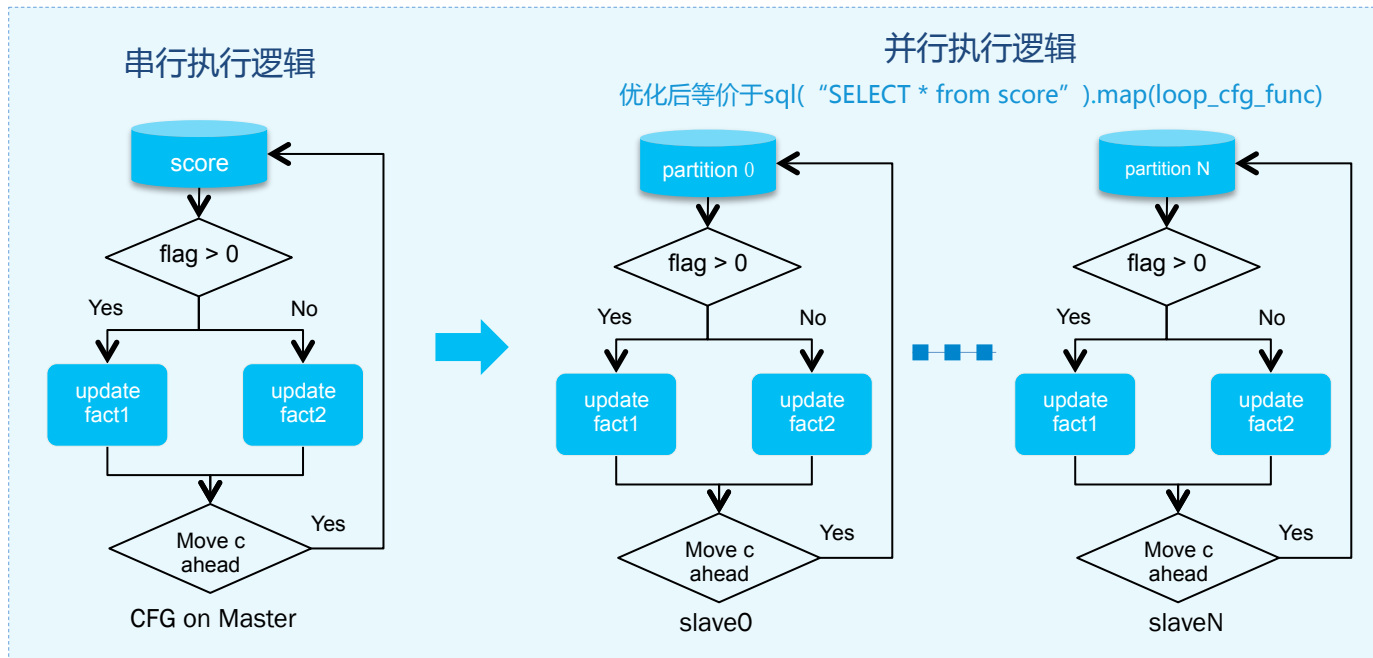 串行执行逻辑
score
flag > 0
Yes
No
update
fact1
update
fact2
Move c
ahead
Yes
CFG on Master
并行执行逻辑
优化后等价于sql(“SELECT * from score”).map(loop_cfg_func)
partition 0
flag > 0
Yes
No
update
fact1
update
fact2
Move c
ahead
Yes
slave0
partition N
flag > 0
Yes
No
update
fact1
update
fact2
Move c
ahead
Yes
slaveN